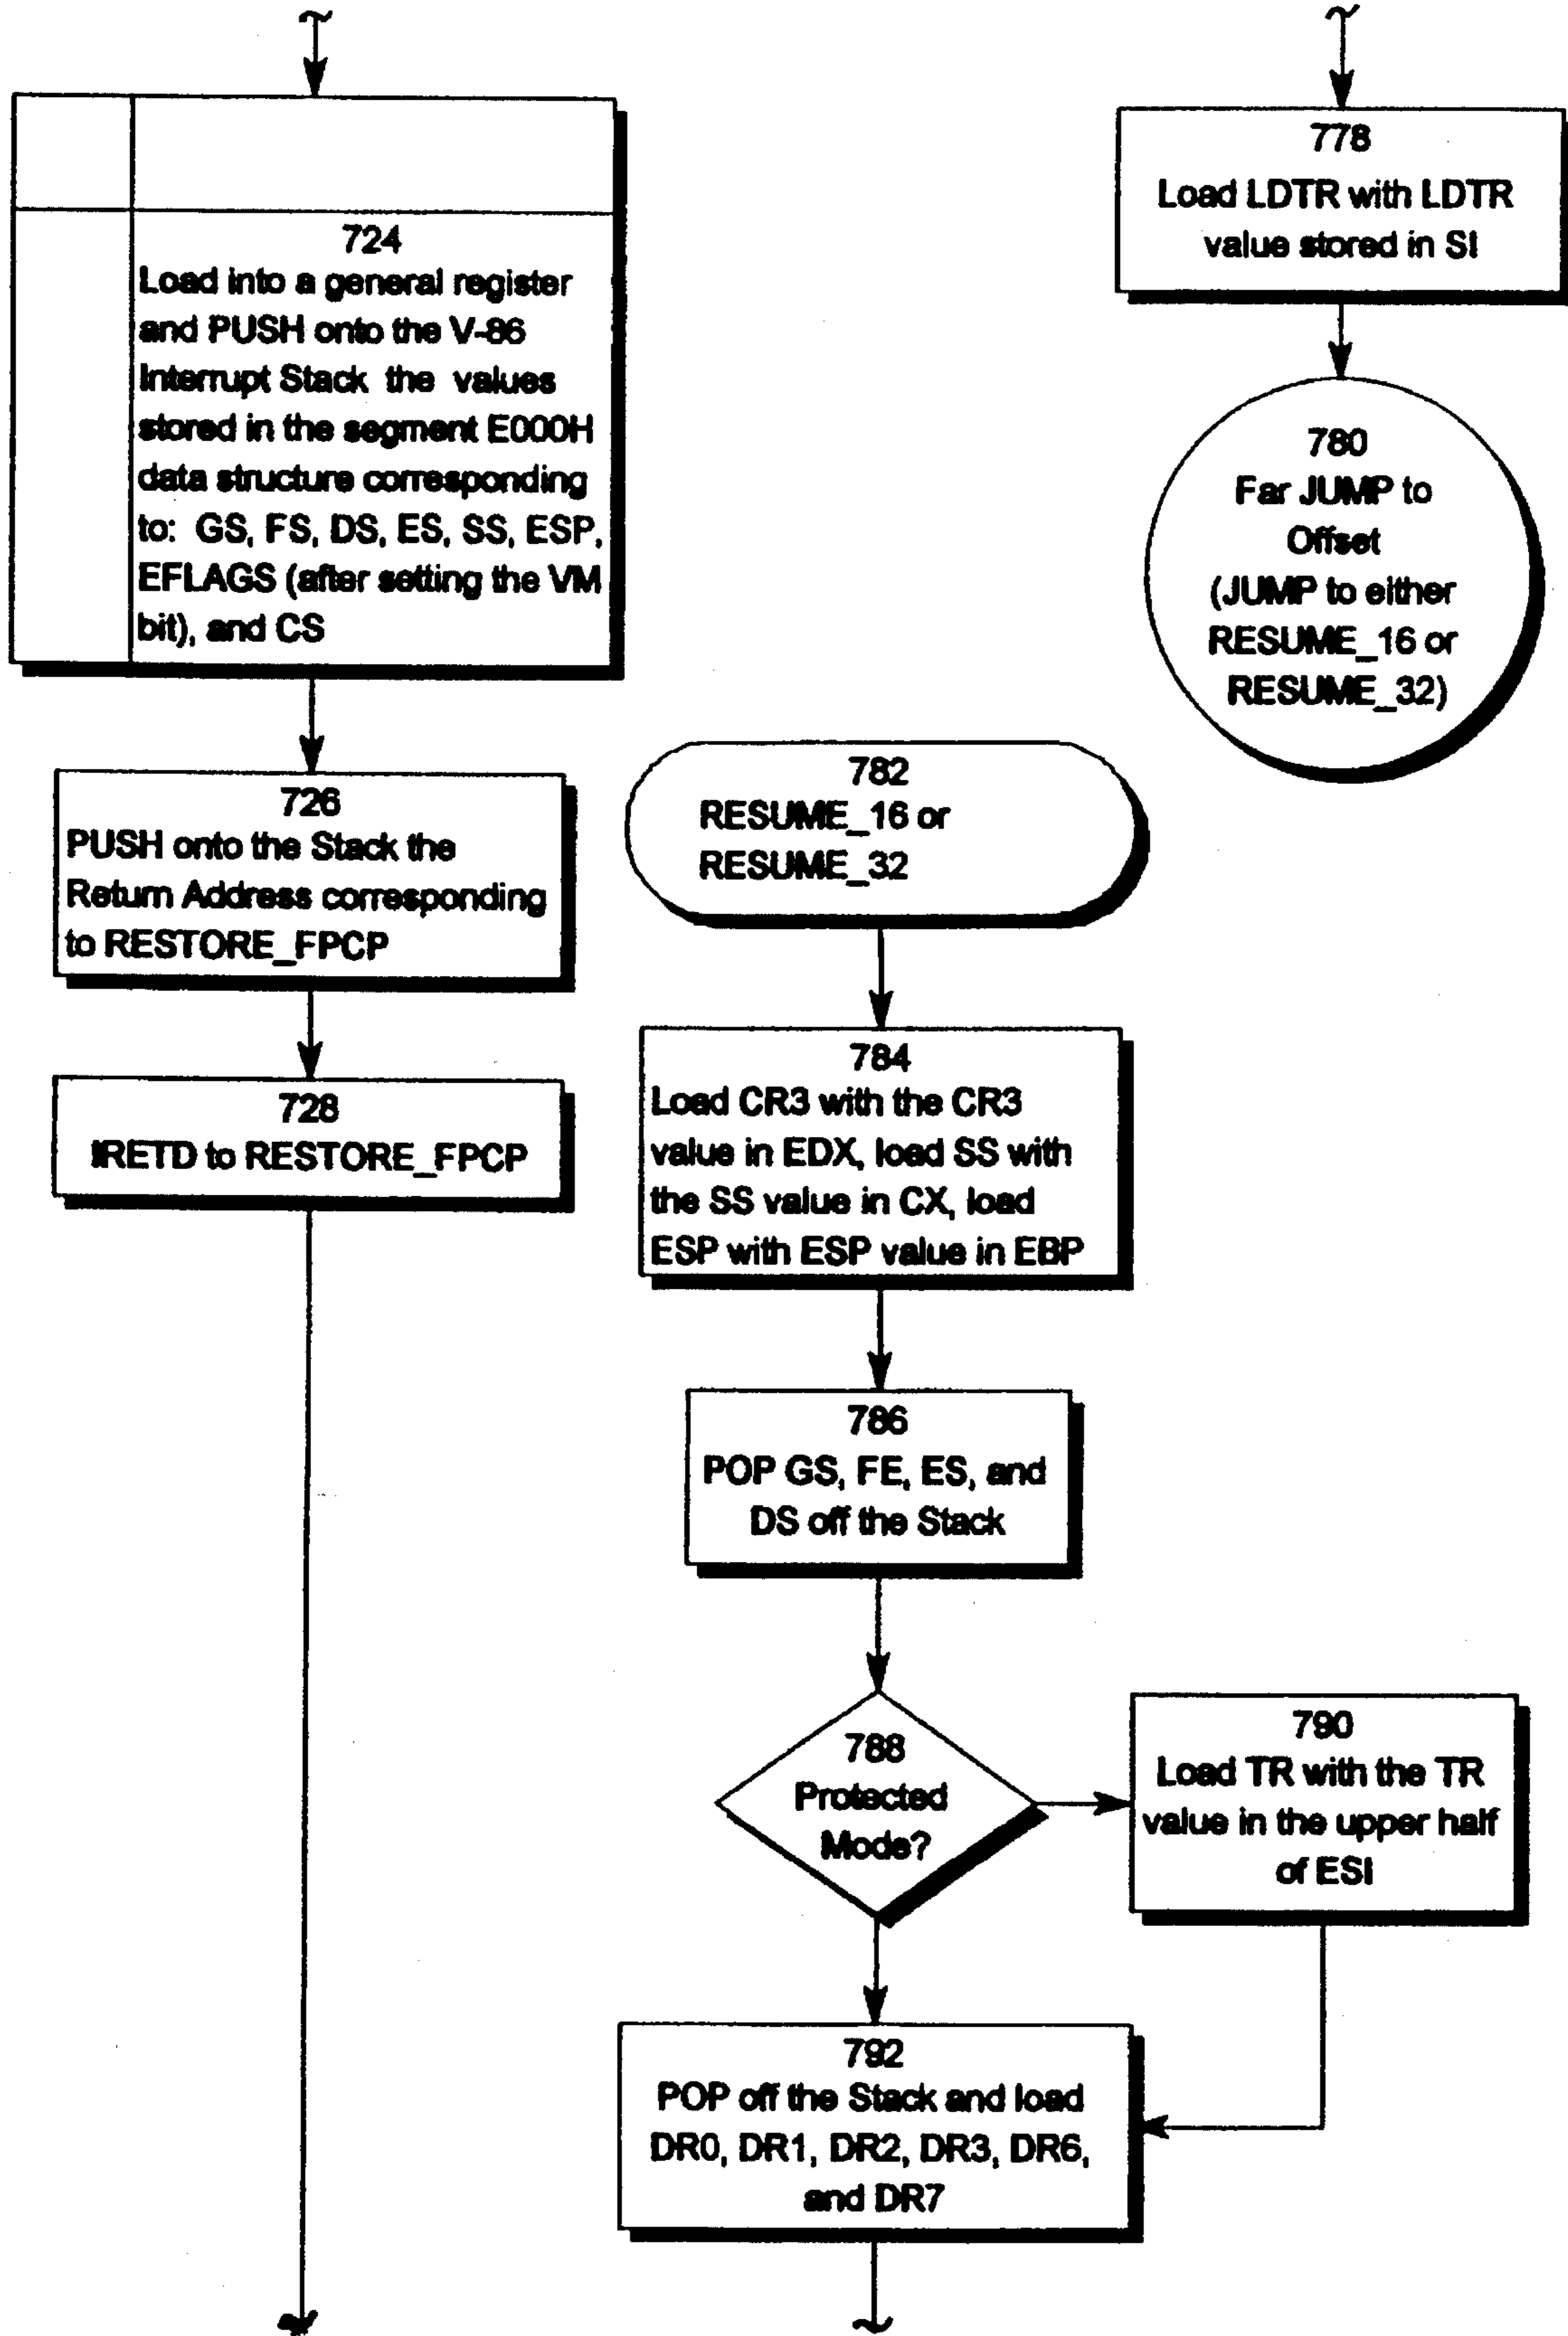 724
Load into a general register
and PUSH onto the V-86
Interrupt Stack the values
stored in the segment E000H
data structure corresponding
to: GS, FS, DS, ES, SS, ESP,
EFLAGS (after setting the VM
bit), and CS
726
PUSH onto the Stack the
Return Address corresponding
to RESTORE_FPCP
728
IRETD to RESTORE_FPCP
778
Load LDTR with LDTR
value stored in SI
780
Far JUMP to
Offset
(JUMP to either
RESUME_16 or
RESUME_32)
782
RESUME_16 or
RESUME_32
784
Load CR3 with the CR3
value in EDX, load SS with
the SS value in CX, load
ESP with ESP value in EBP
786
POP GS, FE, ES, and
DS off the Stack
788
Protected
Mode?
790
Load TR with the TR
value in the upper half
of ESI
792
POP off the Stack and load
DR0, DR1, DR2, DR3, DR6,
and DR7